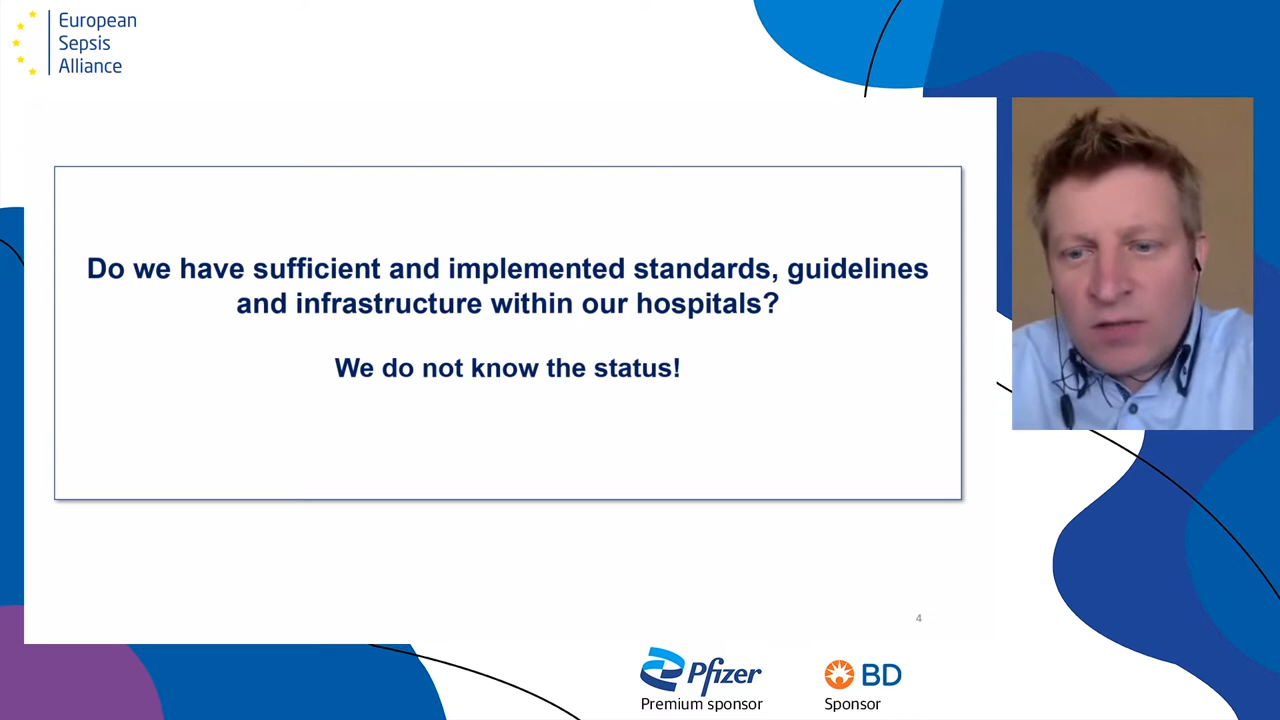 European
Sepsis
Alliance
Do we have sufficient and implemented standards, guidelines
and infrastructure within our hospitals?
We do not know the status!
4
Pfizer
Premium sponsor
BD
Sponsor